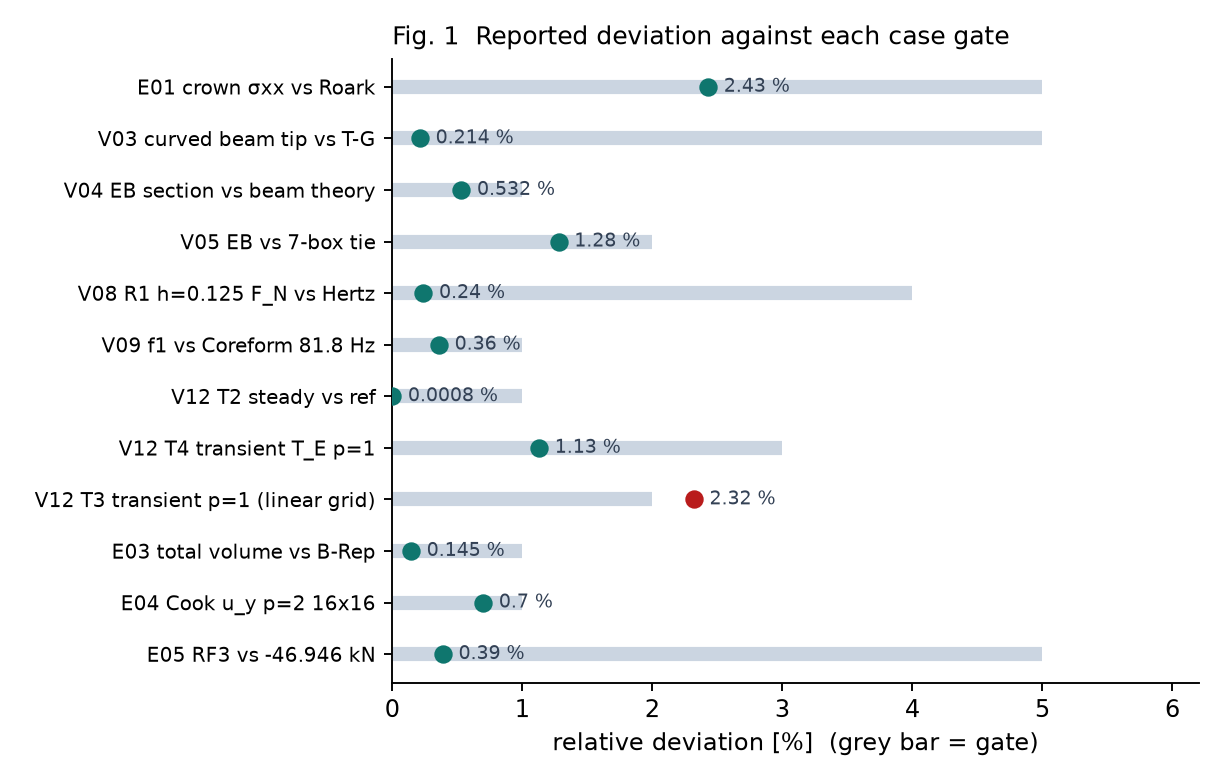 Fig. 1  Reported deviation against each case gate
E01 crown σxx vs Roark
2.43 %
V03 curved beam tip vs T-G
0.214 %
V04 EB section vs beam theory
0.532 %
V05 EB vs 7-box tie
1.28 %
V08 R1 h=0.125 F_N vs Hertz
0.24 %
V09 f1 vs Coreform 81.8 Hz
0.36 %
V12 T2 steady vs ref
0.0008 %
V12 T4 transient T_E p=1
1.13 %
V12 T3 transient p=1 (linear grid)
2.32 %
E03 total volume vs B-Rep
0.145 %
E04 Cook u_y p=2 16x16
0.7 %
E05 RF3 vs -46.946 kN
0.39 %
0 1 2 3 4 5 6
relative deviation [%]  (grey bar = gate)